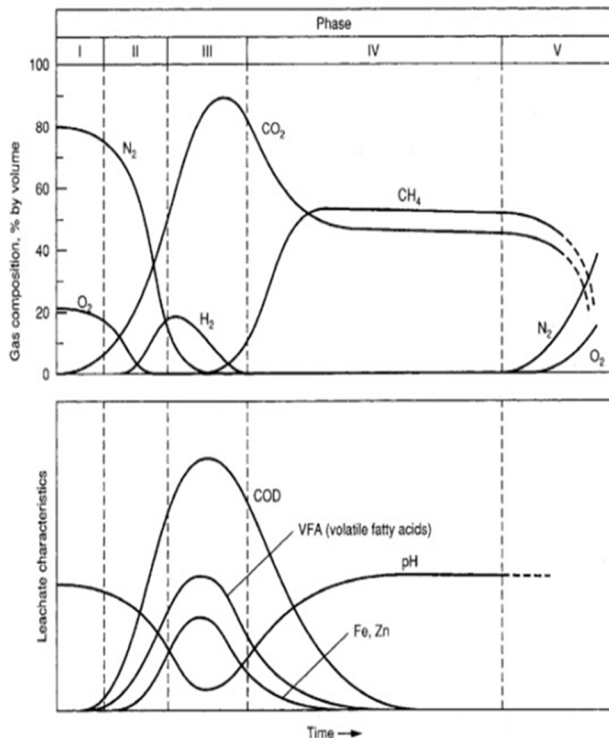 Phase
I II III IV V
100
80
60
40
20
0
Gas composition, % by volume
N₂
O₂
H₂
CO₂
CH₄
N₂
O₂
Leachate characteristics
COD
VFA (volatile fatty acids)
pH
Fe, Zn
Time →